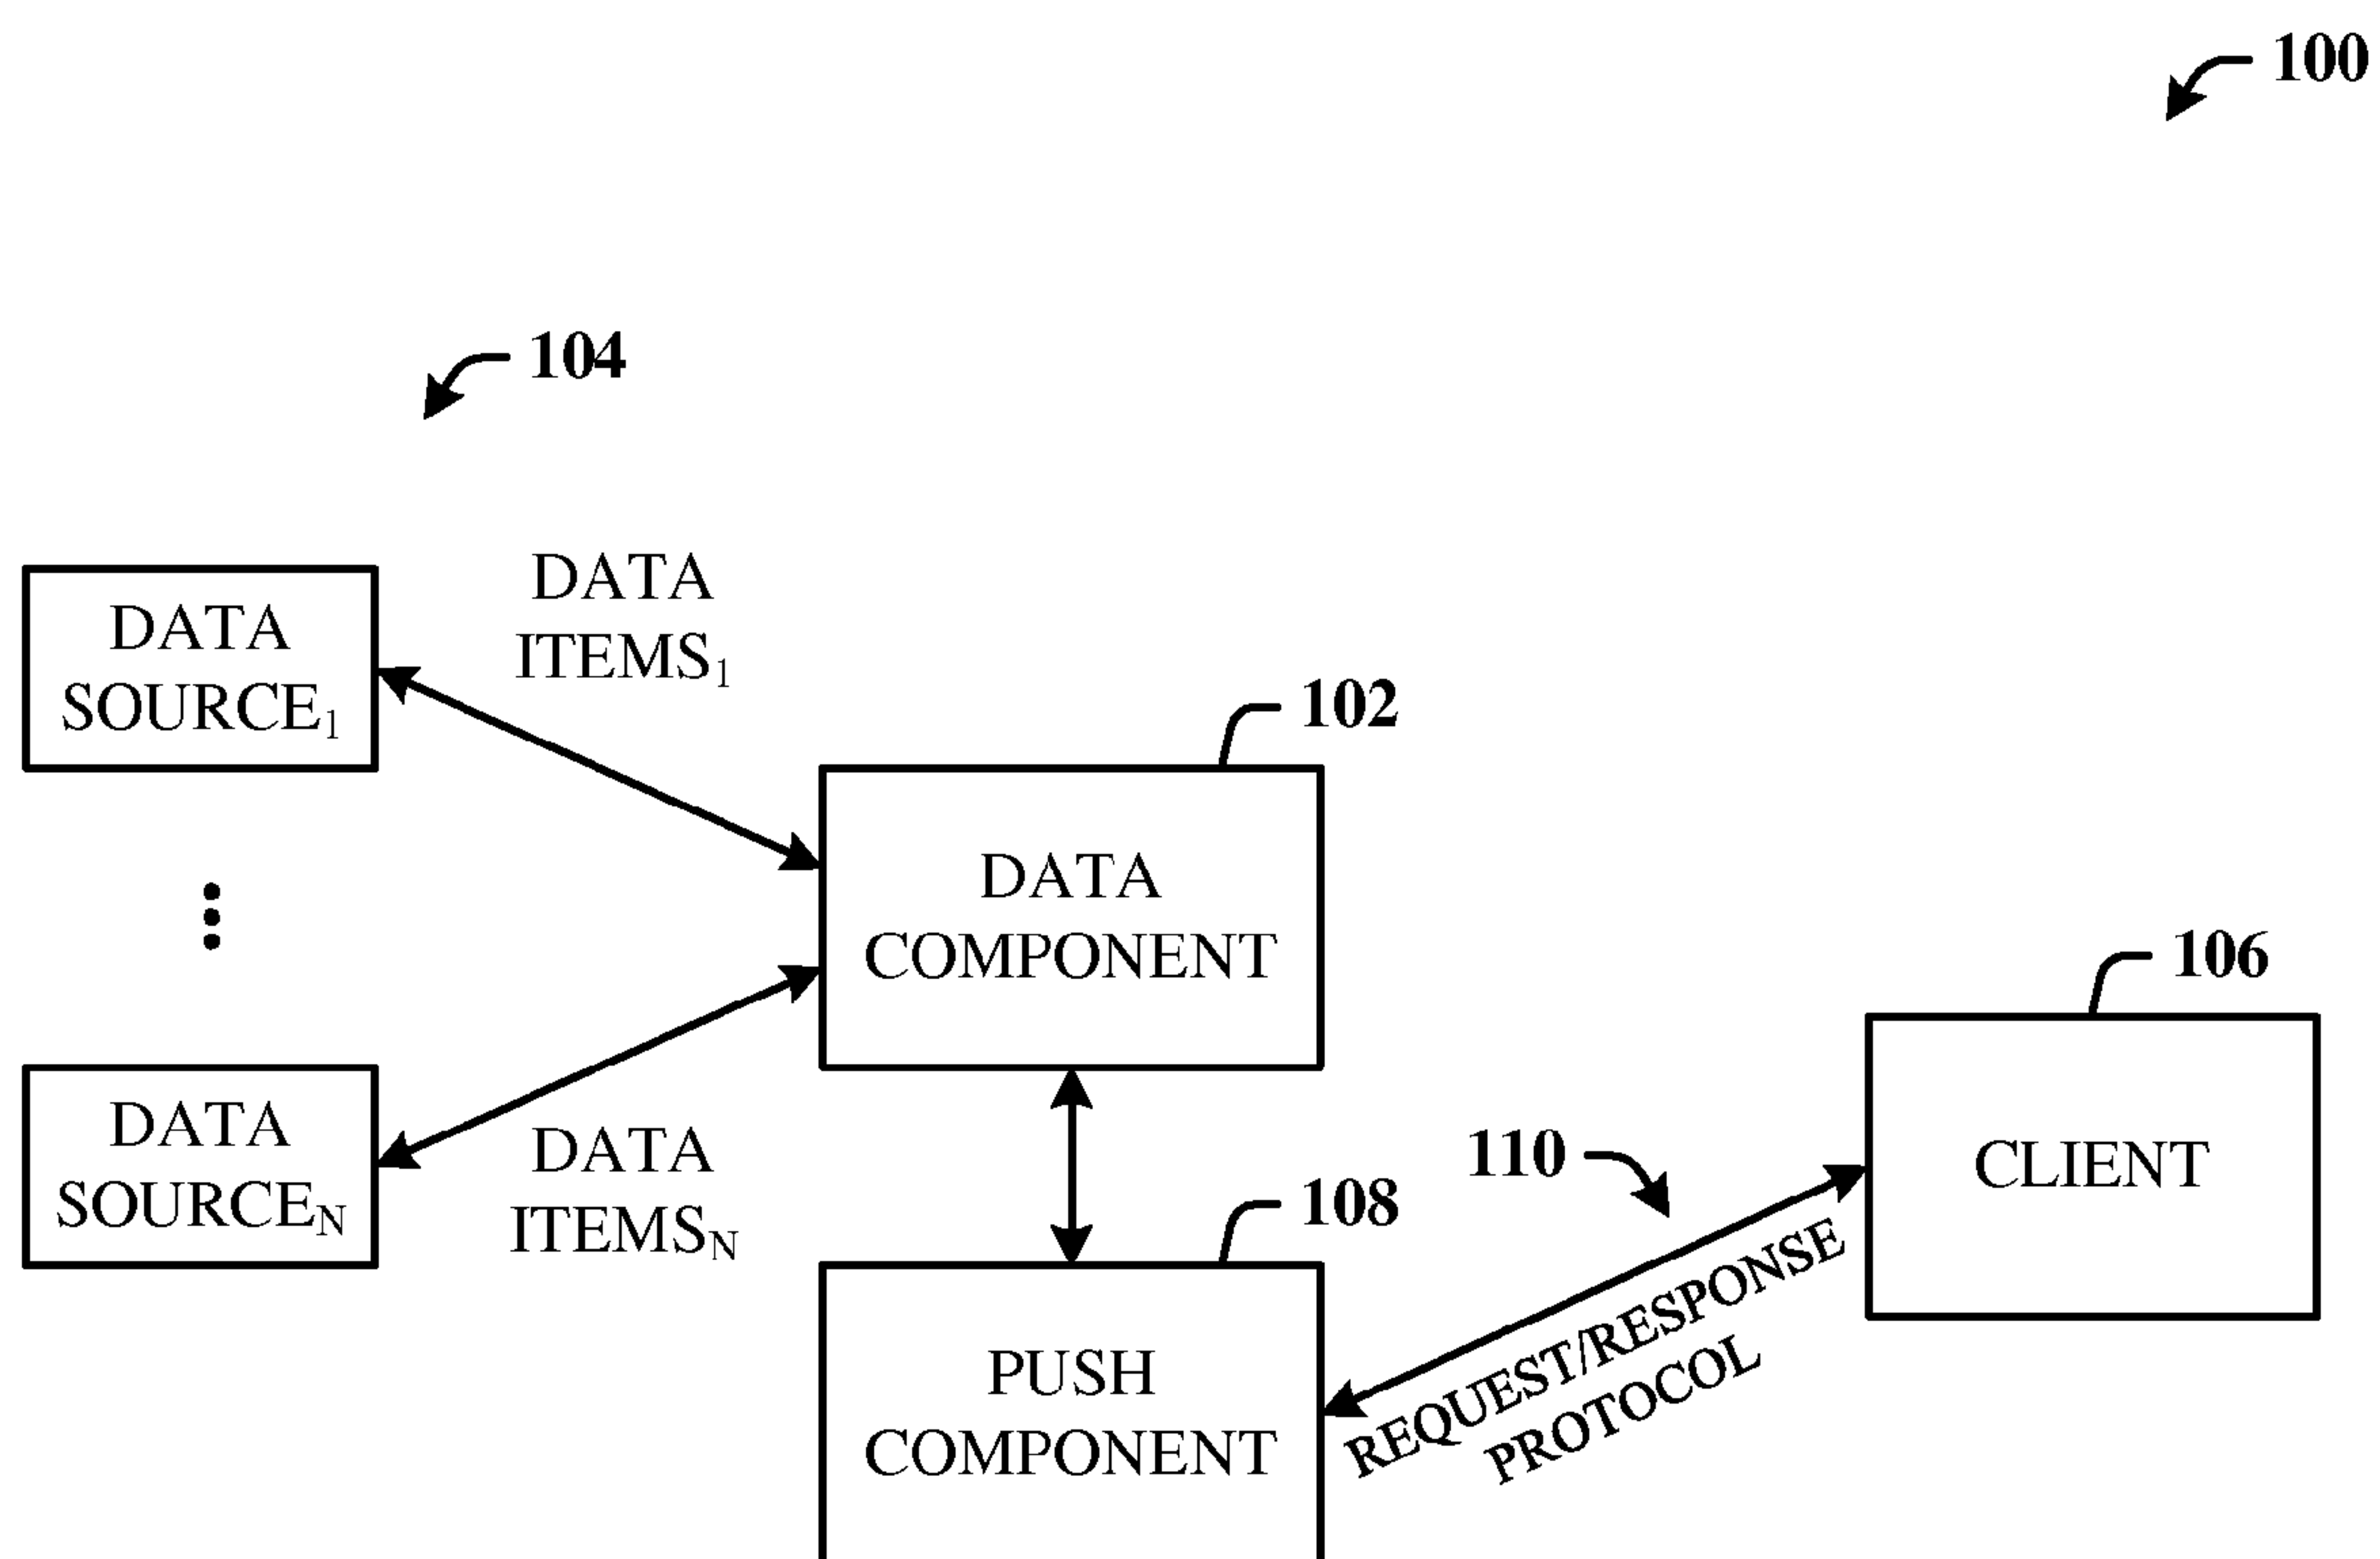 100
104
DATA
ITEMS₁
DATA
SOURCE₁
102
DATA
COMPONENT
106
CLIENT
DATA
SOURCEN
DATA
ITEMSN
110
108
REQUEST/RESPONSE
PROTOCOL
PUSH
COMPONENT